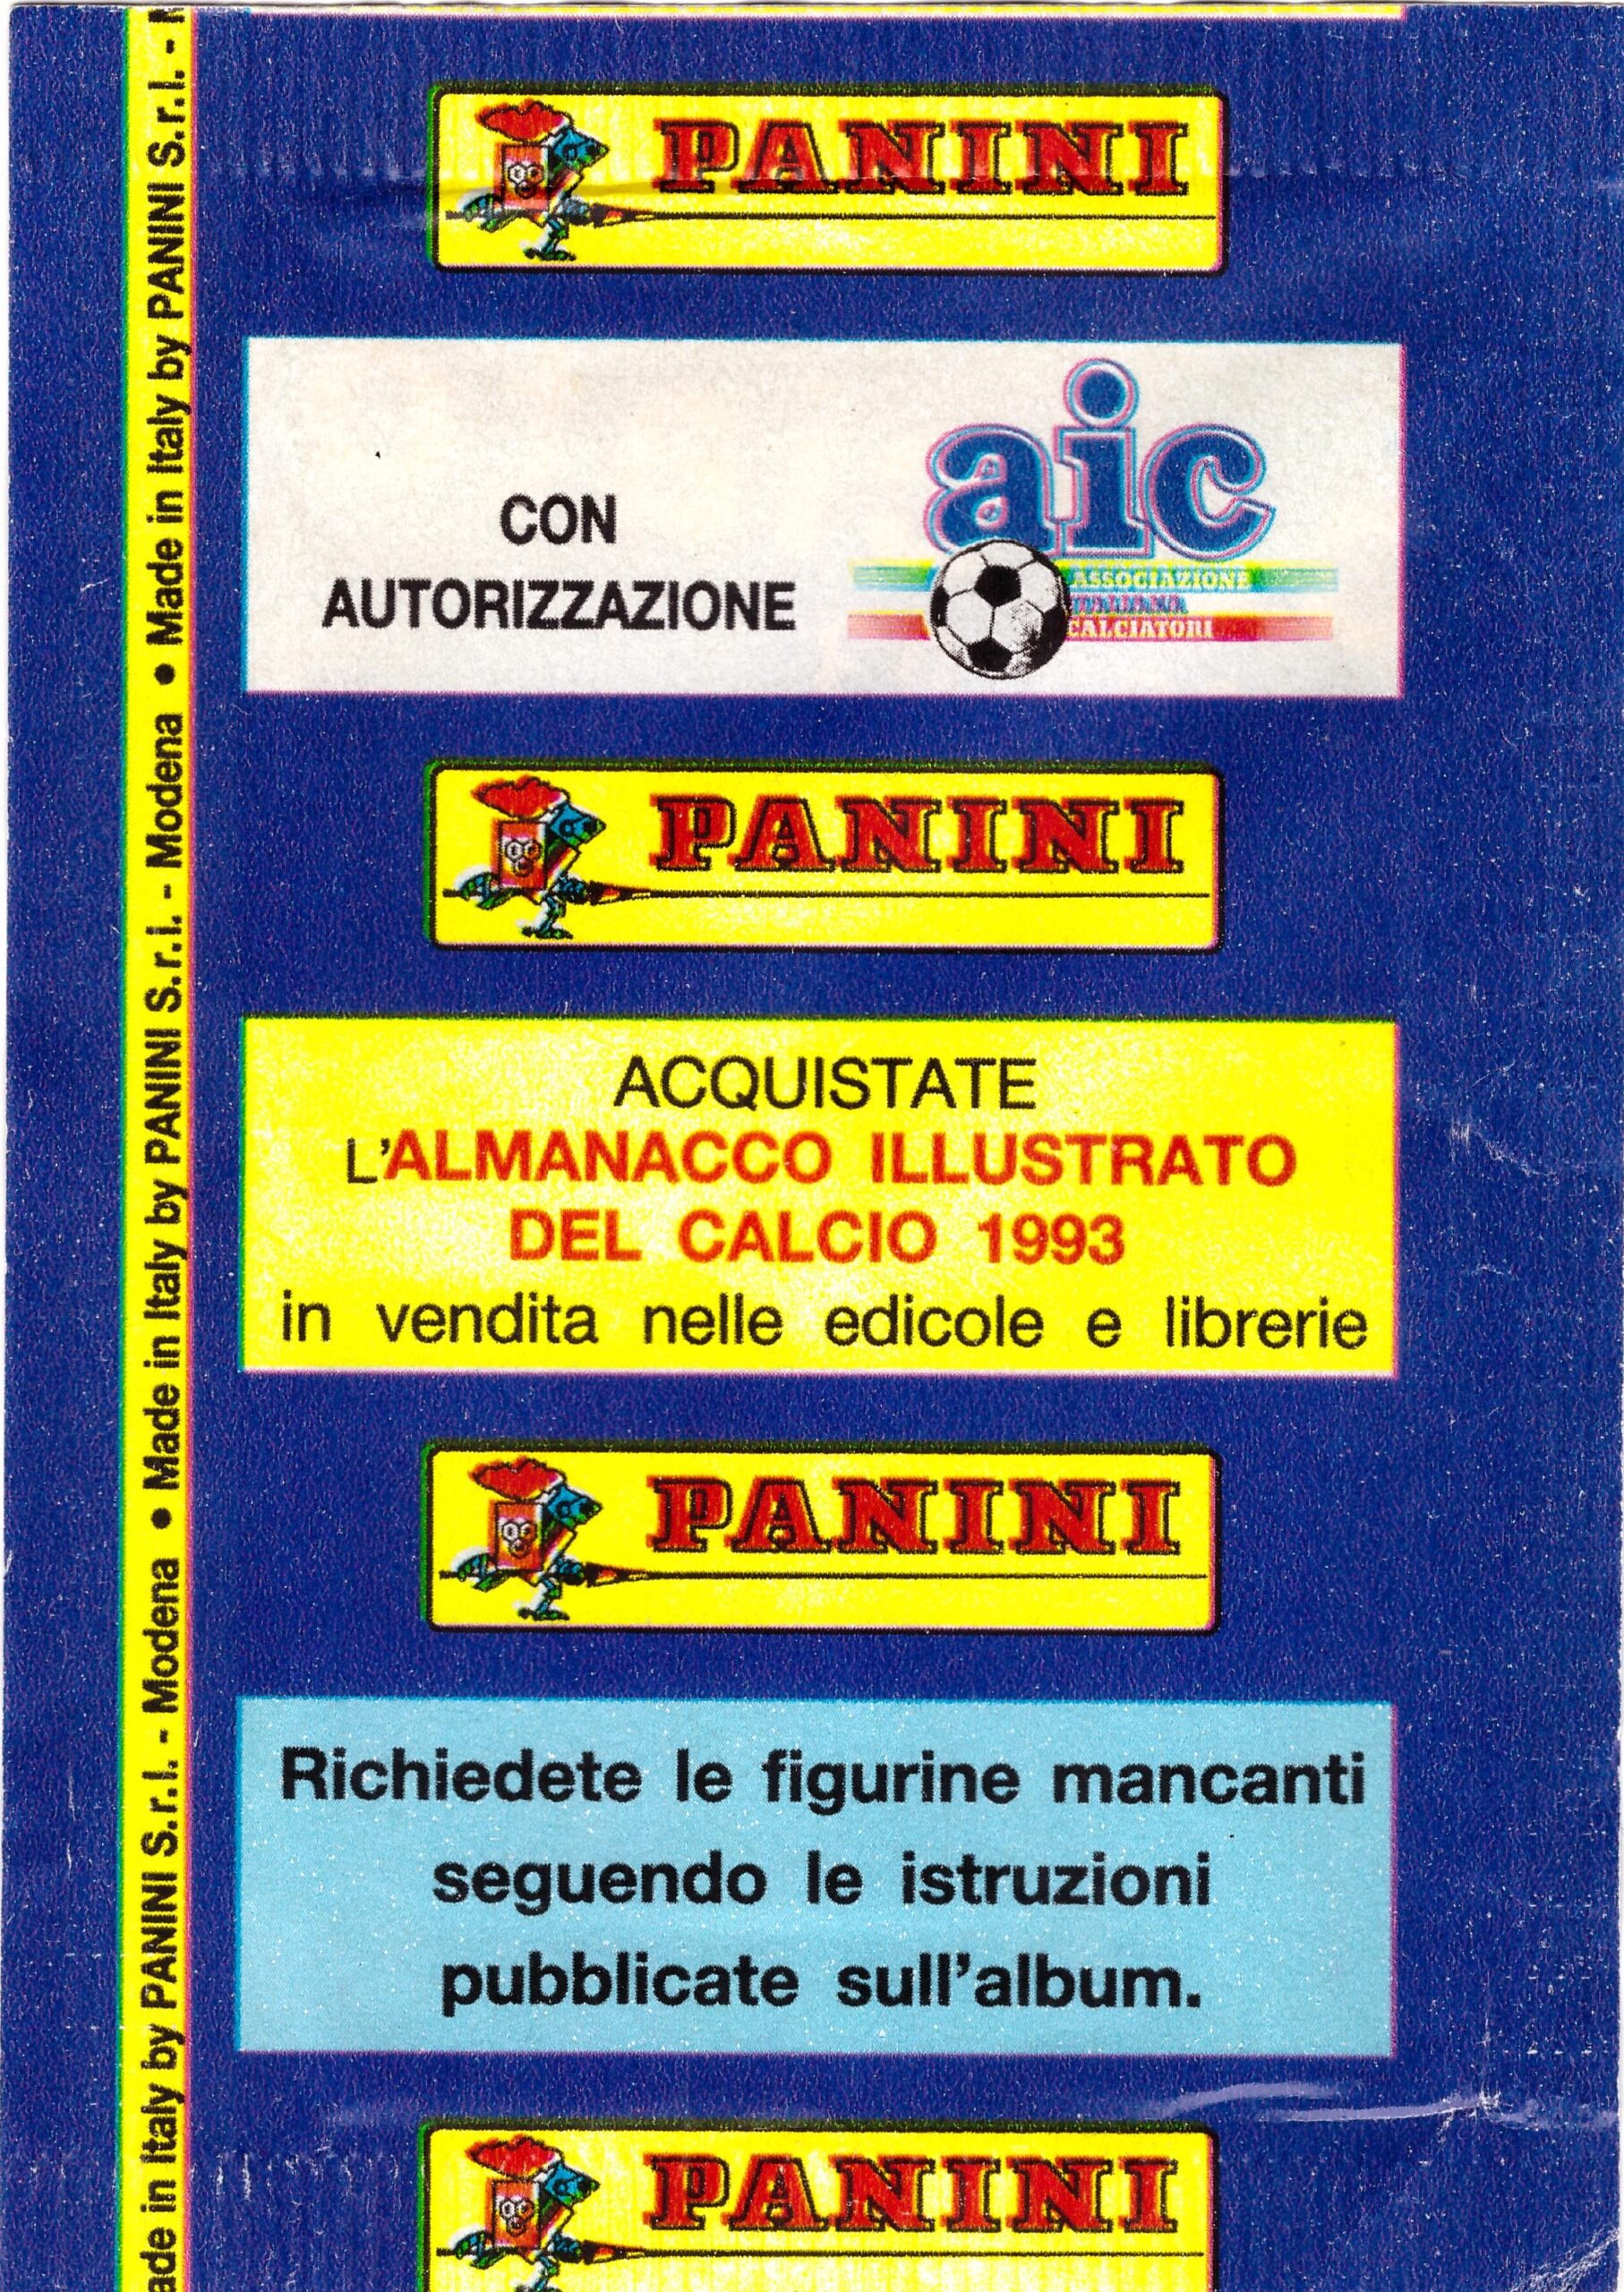 PANINI
CON
AUTORIZZAZIONE
aic
ASSOCIAZIONE
ITALIANA
CALCIATORI
PANINI
ACQUISTATE
L'ALMANACCO ILLUSTRATO
DEL CALCIO 1993
in vendita nelle edicole e librerie
PANINI
Richiedete le figurine mancanti
seguendo le istruzioni
pubblicate sull'album.
PANINI
ade in Italy by PANINI S.r.l. - Modena • Made in Italy by PANINI S.r.l. - Modena • Made in Italy by PANINI S.r.l. -